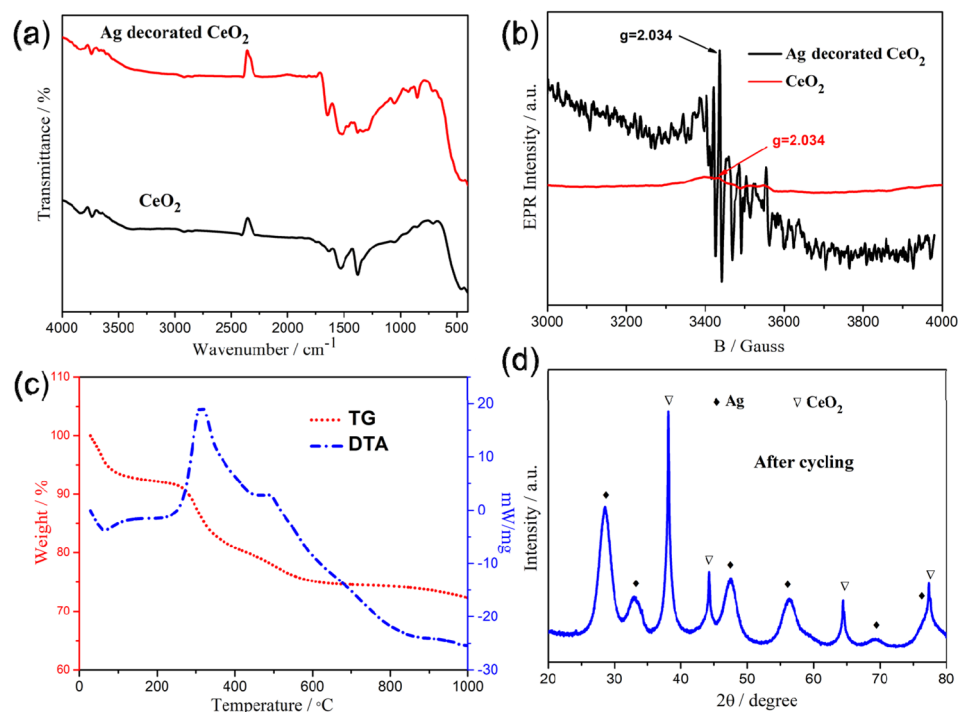 (a)
Ag decorated CeO2
CeO2
Transmittance / %
4000 3500 3000 2500 2000 1500 1000 500
Wavenumber / cm-1
(b)
g=2.034
Ag decorated CeO2
CeO2
g=2.034
EPR Intensity / a.u.
3000 3200 3400 3600 3800 4000
B / Gauss
(c)
110
100
90
80
70
60
Weight / %
TG
DTA
20
10
0
-10
-20
-30
mW/mg
0 200 400 600 800 1000
Temperature / °C
(d)
♦ Ag ▽ CeO2
After cycling
Intensity / a.u.
20 30 40 50 60 70 80
2θ / degree